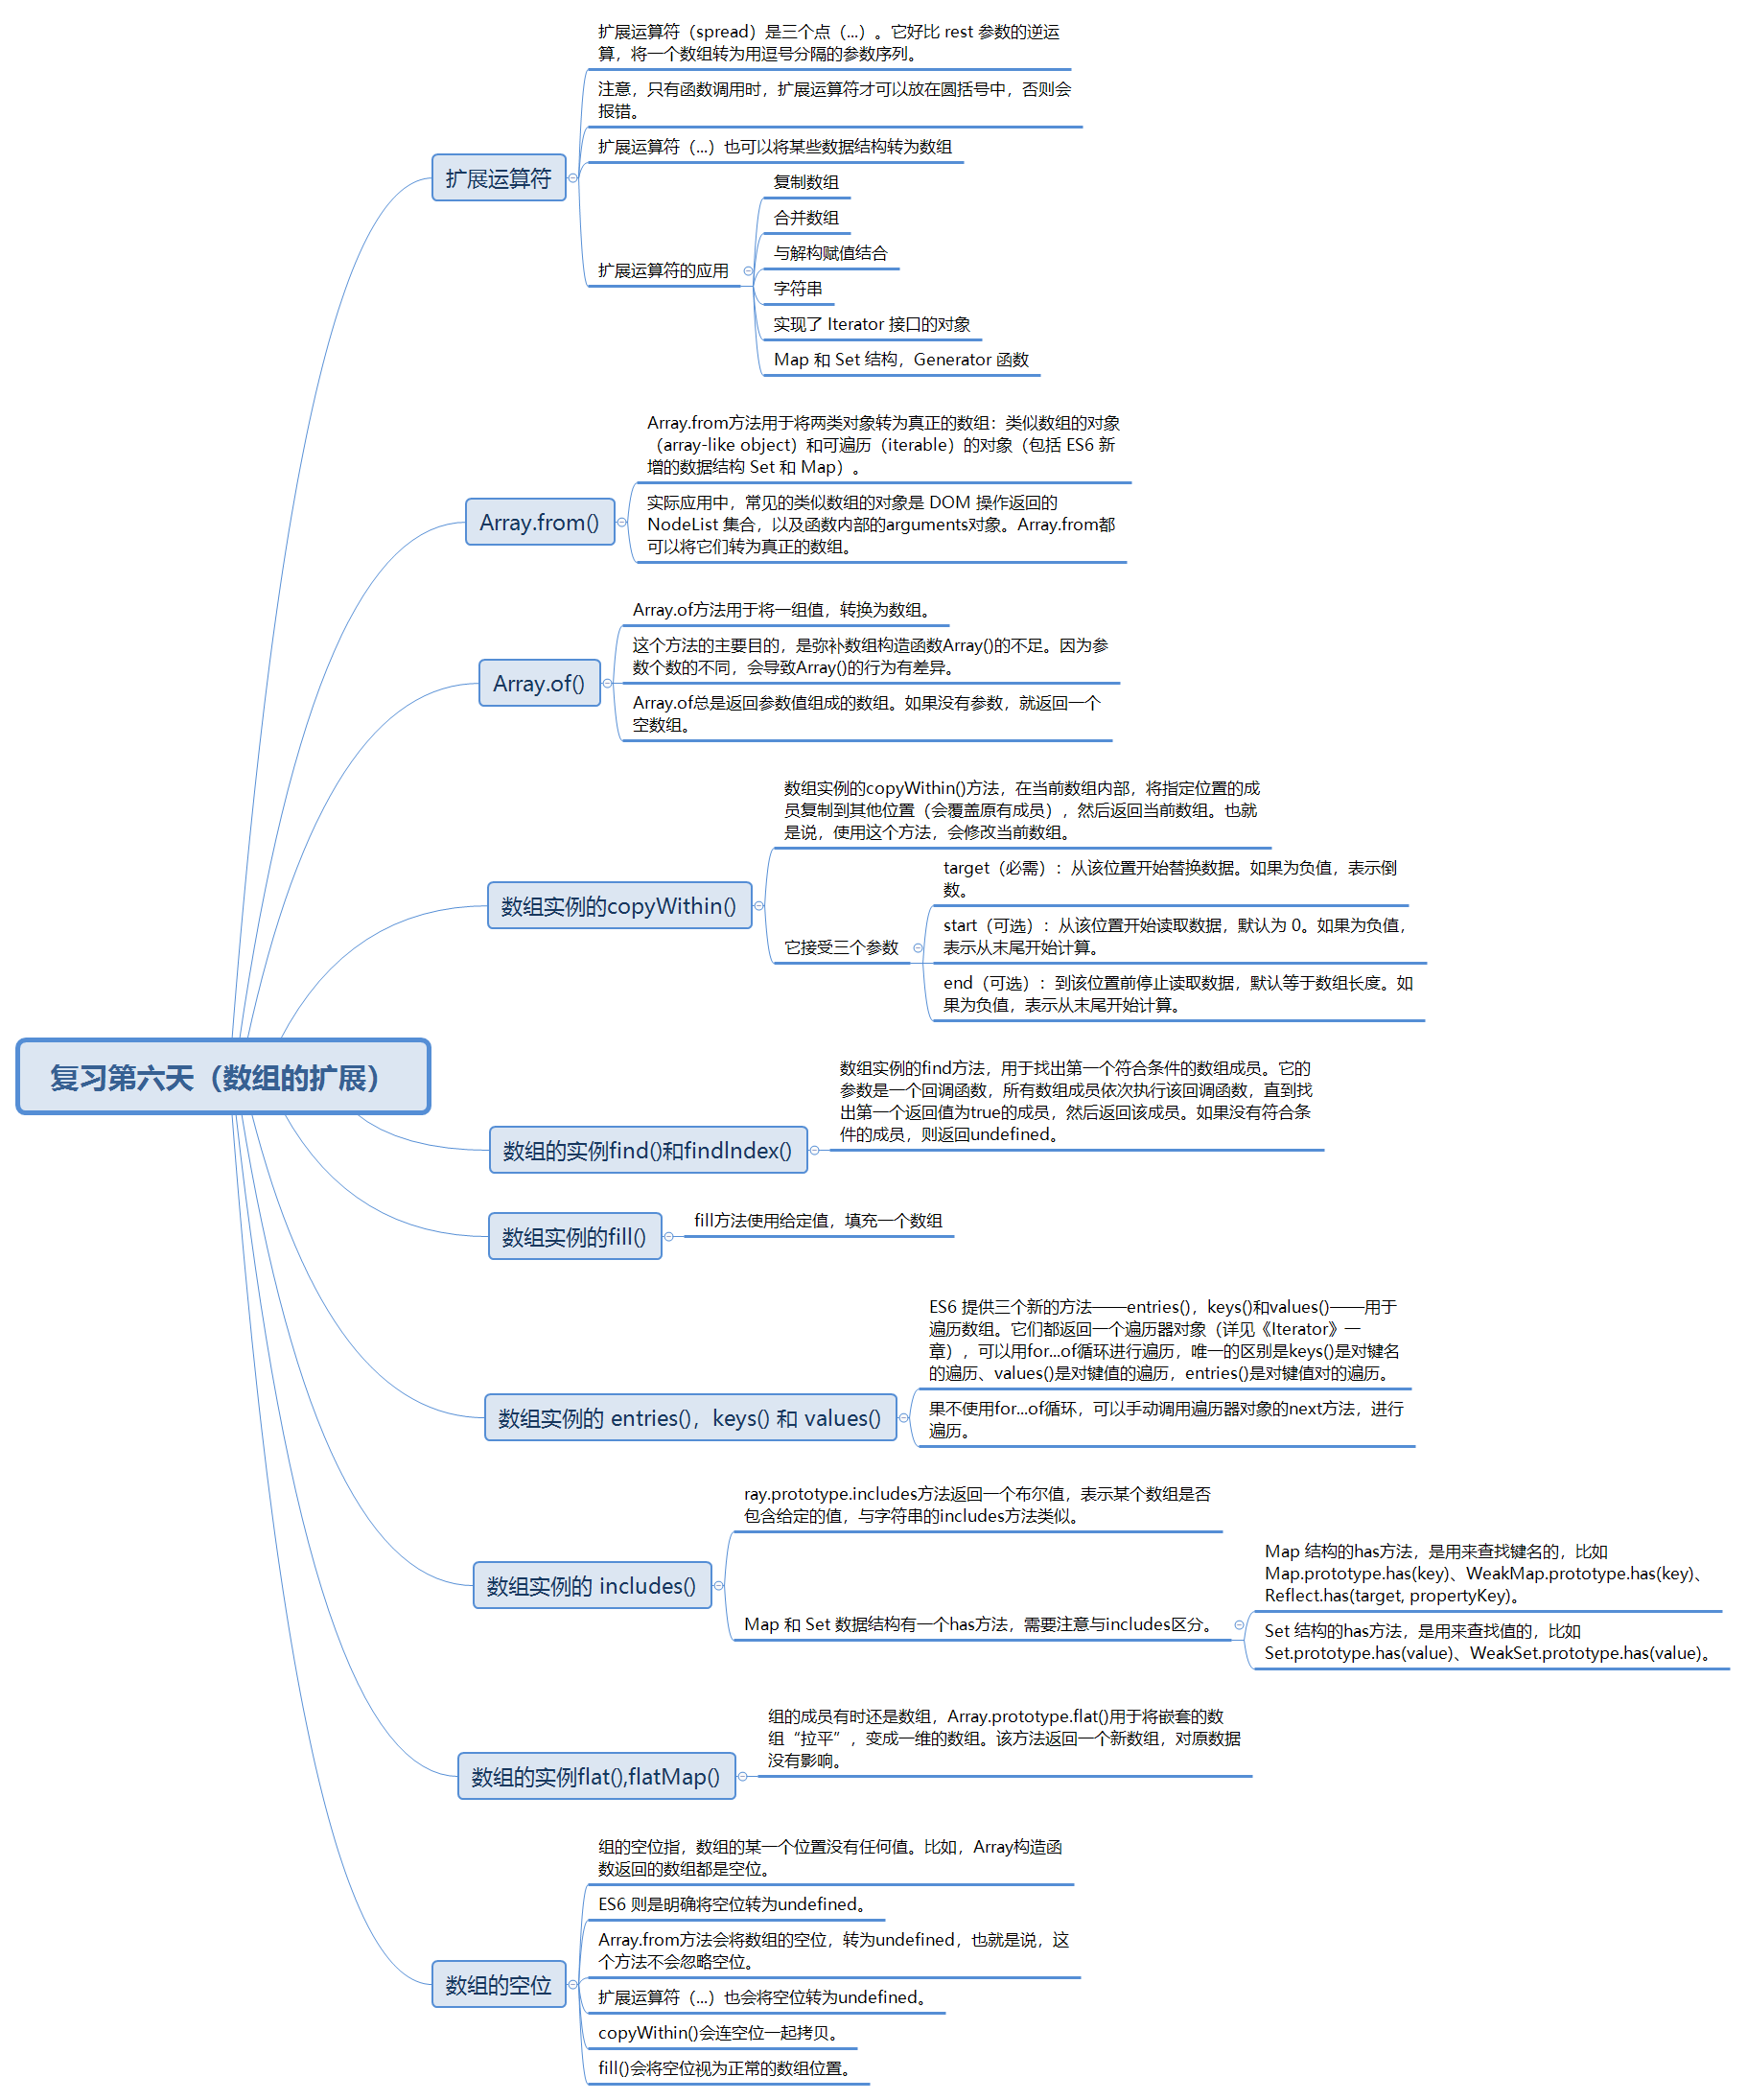 复习第六天（数组的扩展）
扩展运算符
扩展运算符（spread）是三个点（...）。它好比 rest 参数的逆运
算，将一个数组转为用逗号分隔的参数序列。
注意，只有函数调用时，扩展运算符才可以放在圆括号中，否则会
报错。
扩展运算符（...）也可以将某些数据结构转为数组
扩展运算符的应用
复制数组
合并数组
与解构赋值结合
字符串
实现了 Iterator 接口的对象
Map 和 Set 结构，Generator 函数
Array.from()
Array.from方法用于将两类对象转为真正的数组：类似数组的对象
（array-like object）和可遍历（iterable）的对象（包括 ES6 新
增的数据结构 Set 和 Map）。
实际应用中，常见的类似数组的对象是 DOM 操作返回的
NodeList 集合，以及函数内部的arguments对象。Array.from都
可以将它们转为真正的数组。
Array.of()
Array.of方法用于将一组值，转换为数组。
这个方法的主要目的，是弥补数组构造函数Array()的不足。因为参
数个数的不同，会导致Array()的行为有差异。
Array.of总是返回参数值组成的数组。如果没有参数，就返回一个
空数组。
数组实例的copyWithin()
数组实例的copyWithin()方法，在当前数组内部，将指定位置的成
员复制到其他位置（会覆盖原有成员），然后返回当前数组。也就
是说，使用这个方法，会修改当前数组。
它接受三个参数
target（必需）：从该位置开始替换数据。如果为负值，表示倒
数。
start（可选）：从该位置开始读取数据，默认为 0。如果为负值，
表示从末尾开始计算。
end（可选）：到该位置前停止读取数据，默认等于数组长度。如
果为负值，表示从末尾开始计算。
数组的实例find()和findIndex()
数组实例的find方法，用于找出第一个符合条件的数组成员。它的
参数是一个回调函数，所有数组成员依次执行该回调函数，直到找
出第一个返回值为true的成员，然后返回该成员。如果没有符合条
件的成员，则返回undefined。
数组实例的fill()
fill方法使用给定值，填充一个数组
数组实例的 entries()，keys() 和 values()
ES6 提供三个新的方法——entries()，keys()和values()——用于
遍历数组。它们都返回一个遍历器对象（详见《Iterator》一
章），可以用for...of循环进行遍历，唯一的区别是keys()是对键名
的遍历、values()是对键值的遍历，entries()是对键值对的遍历。
果不使用for...of循环，可以手动调用遍历器对象的next方法，进行
遍历。
数组实例的 includes()
ray.prototype.includes方法返回一个布尔值，表示某个数组是否
包含给定的值，与字符串的includes方法类似。
Map 和 Set 数据结构有一个has方法，需要注意与includes区分。
Map 结构的has方法，是用来查找键名的，比如
Map.prototype.has(key)、WeakMap.prototype.has(key)、
Reflect.has(target, propertyKey)。
Set 结构的has方法，是用来查找值的，比如
Set.prototype.has(value)、WeakSet.prototype.has(value)。
数组的实例flat(),flatMap()
组的成员有时还是数组，Array.prototype.flat()用于将嵌套的数
组“拉平”，变成一维的数组。该方法返回一个新数组，对原数据
没有影响。
数组的空位
组的空位指，数组的某一个位置没有任何值。比如，Array构造函
数返回的数组都是空位。
ES6 则是明确将空位转为undefined。
Array.from方法会将数组的空位，转为undefined，也就是说，这
个方法不会忽略空位。
扩展运算符（...）也会将空位转为undefined。
copyWithin()会连空位一起拷贝。
fill()会将空位视为正常的数组位置。